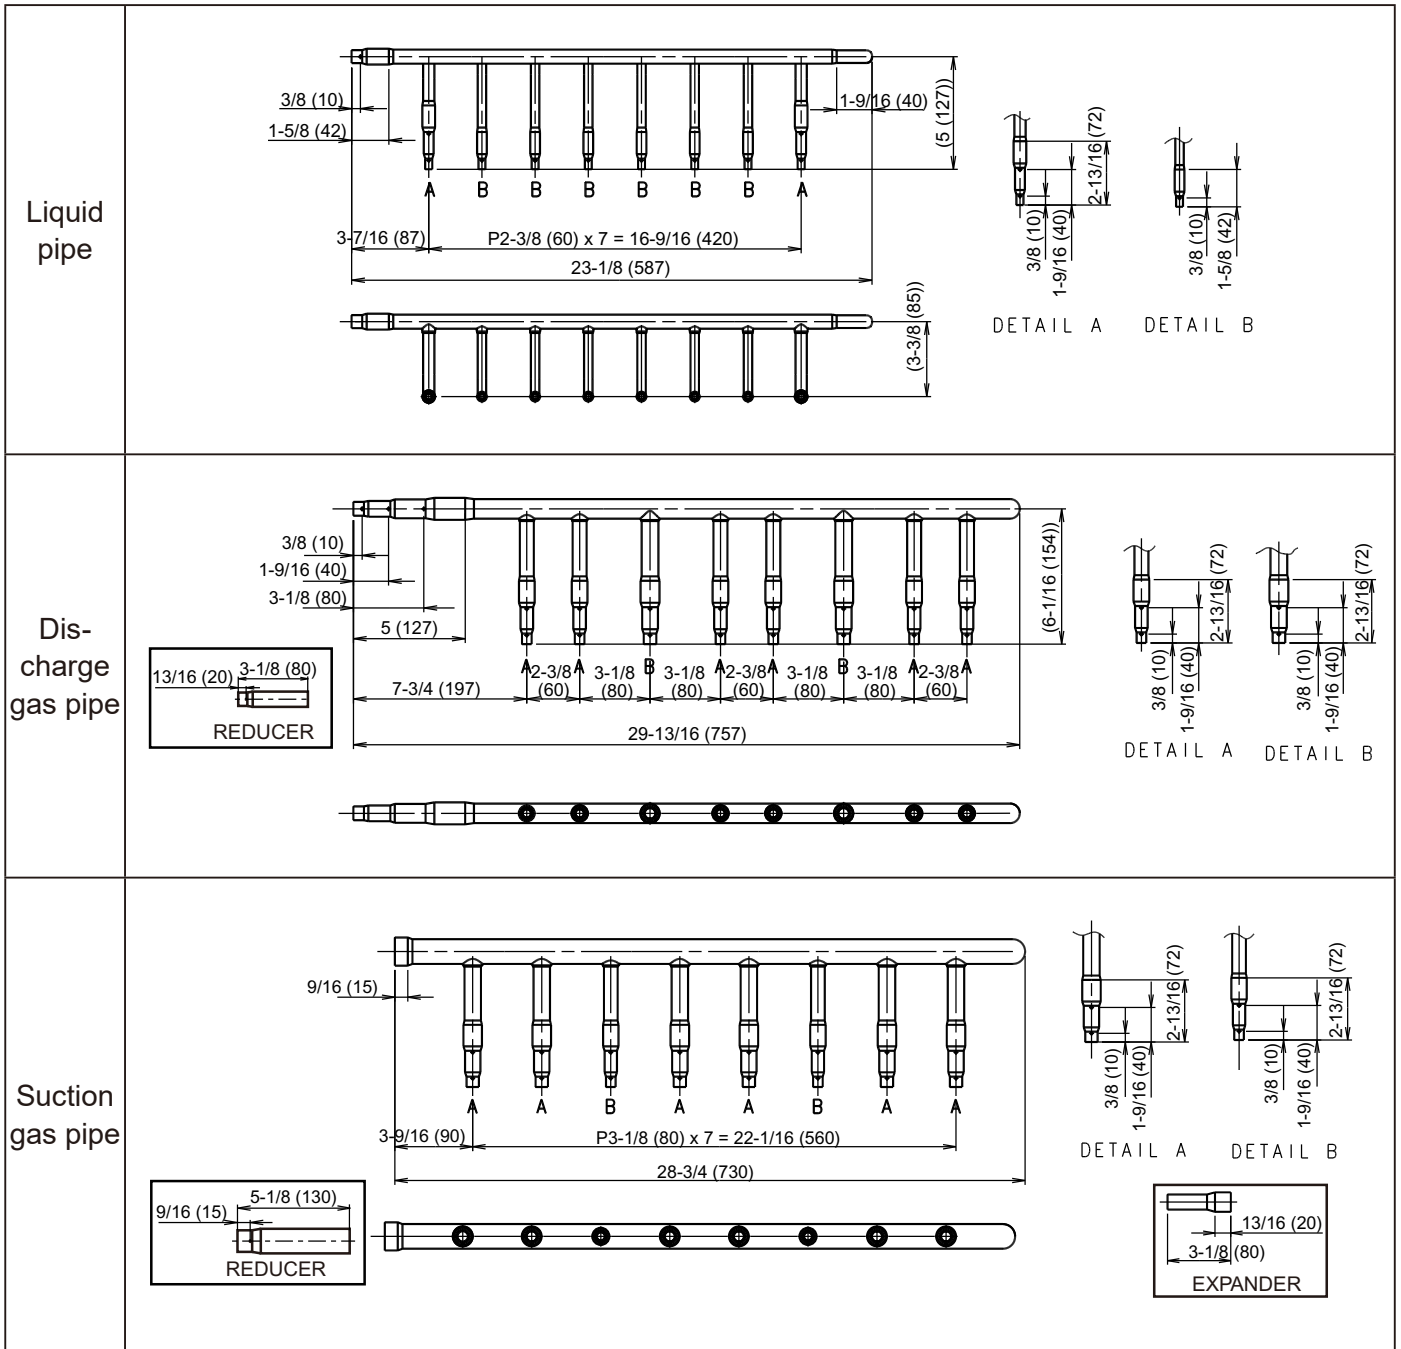 Liquid
pipe
3/8 (10)
1-5/8 (42)
1-9/16 (40)
(5 (127))
A B B B B B B A
3-7/16 (87)
P2-3/8 (60) x 7 = 16-9/16 (420)
23-1/8 (587)
(3-3/8 (85))
3/8 (10)
1-9/16 (40)
2-13/16 (72)
DETAIL A
3/8 (10)
1-5/8 (42)
DETAIL B
Dis-
charge
gas pipe
3/8 (10)
1-9/16 (40)
3-1/8 (80)
5 (127)
(6-1/16 (154))
A A B A A B A A
7-3/4 (197)
2-3/8
(60)
3-1/8
(80)
3-1/8
(80)
2-3/8
(60)
3-1/8
(80)
3-1/8
(80)
2-3/8
(60)
29-13/16 (757)
13/16 (20)
3-1/8 (80)
REDUCER
3/8 (10)
1-9/16 (40)
2-13/16 (72)
DETAIL A
3/8 (10)
1-9/16 (40)
2-13/16 (72)
DETAIL B
Suction
gas pipe
9/16 (15)
A A B A A B A A
3-9/16 (90)
P3-1/8 (80) x 7 = 22-1/16 (560)
28-3/4 (730)
5-1/8 (130)
9/16 (15)
REDUCER
3/8 (10)
1-9/16 (40)
2-13/16 (72)
DETAIL A
3/8 (10)
1-9/16 (40)
2-13/16 (72)
DETAIL B
13/16 (20)
3-1/8 (80)
EXPANDER